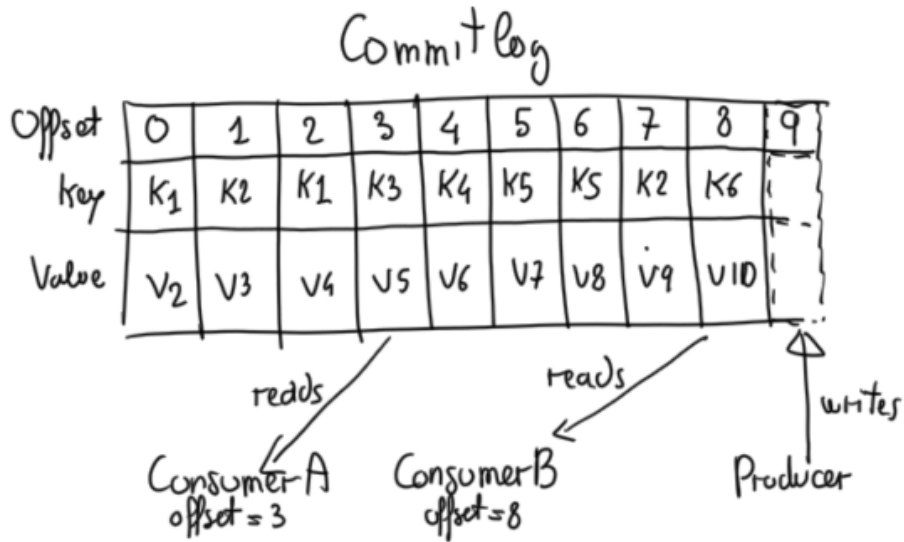 Commitlog
Offset 0 1 2 3 4 5 6 7 8 9
Key K1 K2 K1 K3 K4 K5 K5 K2 K6
Value V2 V3 V4 V5 V6 V7 V8 V9 V10
reads reads writes
Consumer A Consumer B Producer
offset = 3 offset = 8